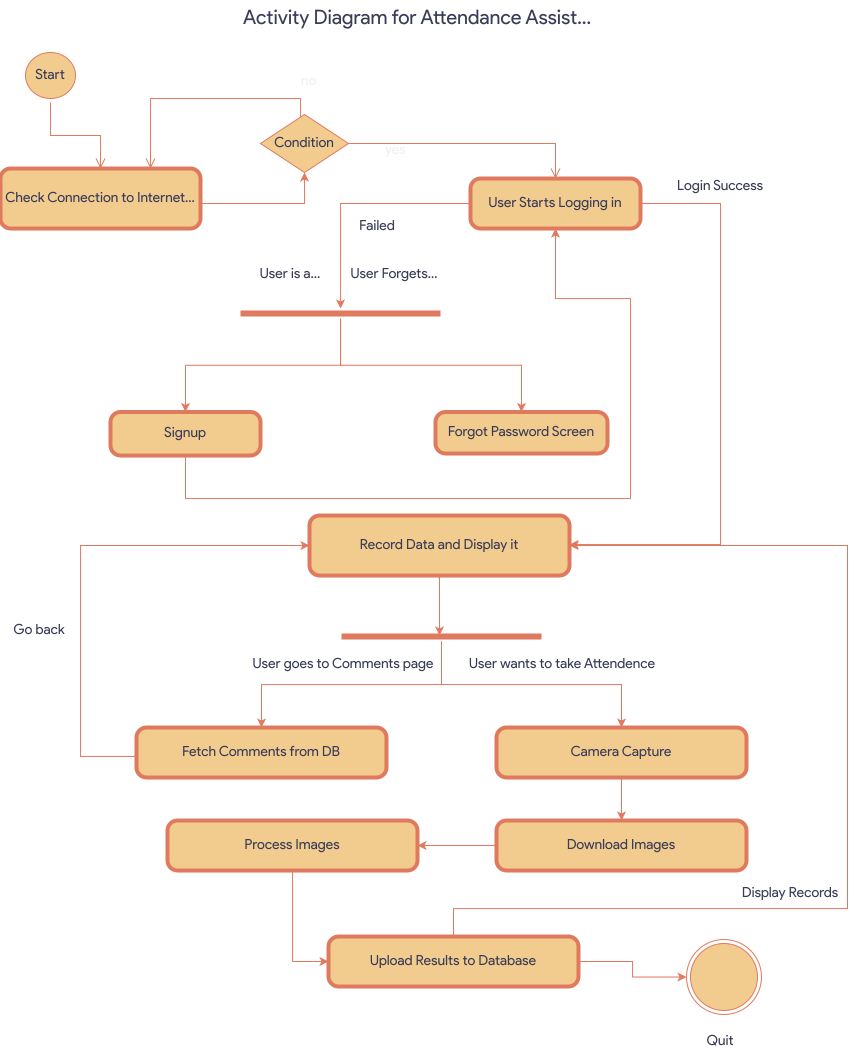 Activity Diagram for Attendance Assist...
Start
no
Condition
yes
Check Connection to Internet...
User Starts Logging in
Login Success
Failed
User is a...
User Forgets...
Signup
Forgot Password Screen
Record Data and Display it
Go back
User goes to Comments page
User wants to take Attendence
Fetch Comments from DB
Camera Capture
Process Images
Download Images
Display Records
Upload Results to Database
Quit